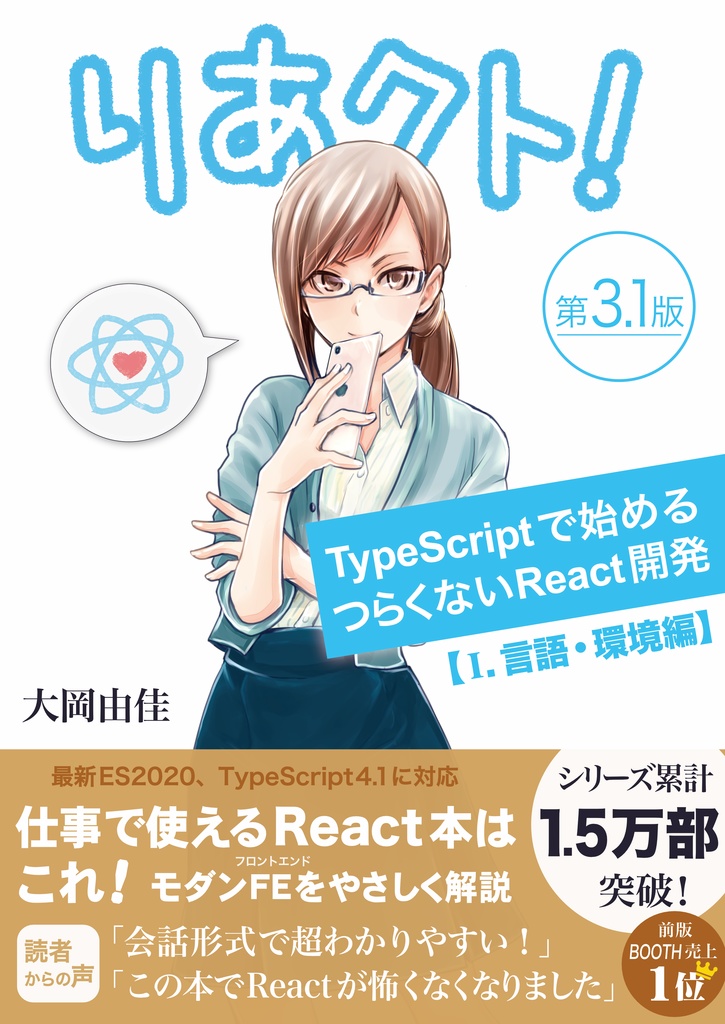 りあクト!
第3.1版
TypeScriptで始める
つらくないReact開発
【Ⅰ.言語・環境編】
大岡由佳
最新ES2020、TypeScript4.1に対応
仕事で使えるReact本は
これ!モダンFEをやさしく解説
フロントエンド
シリーズ累計
1.5万部
突破!
読者
からの声
「会話形式で超わかりやすい!」
「この本でReactが怖くなくなりました」
前版
BOOTH売上
1位